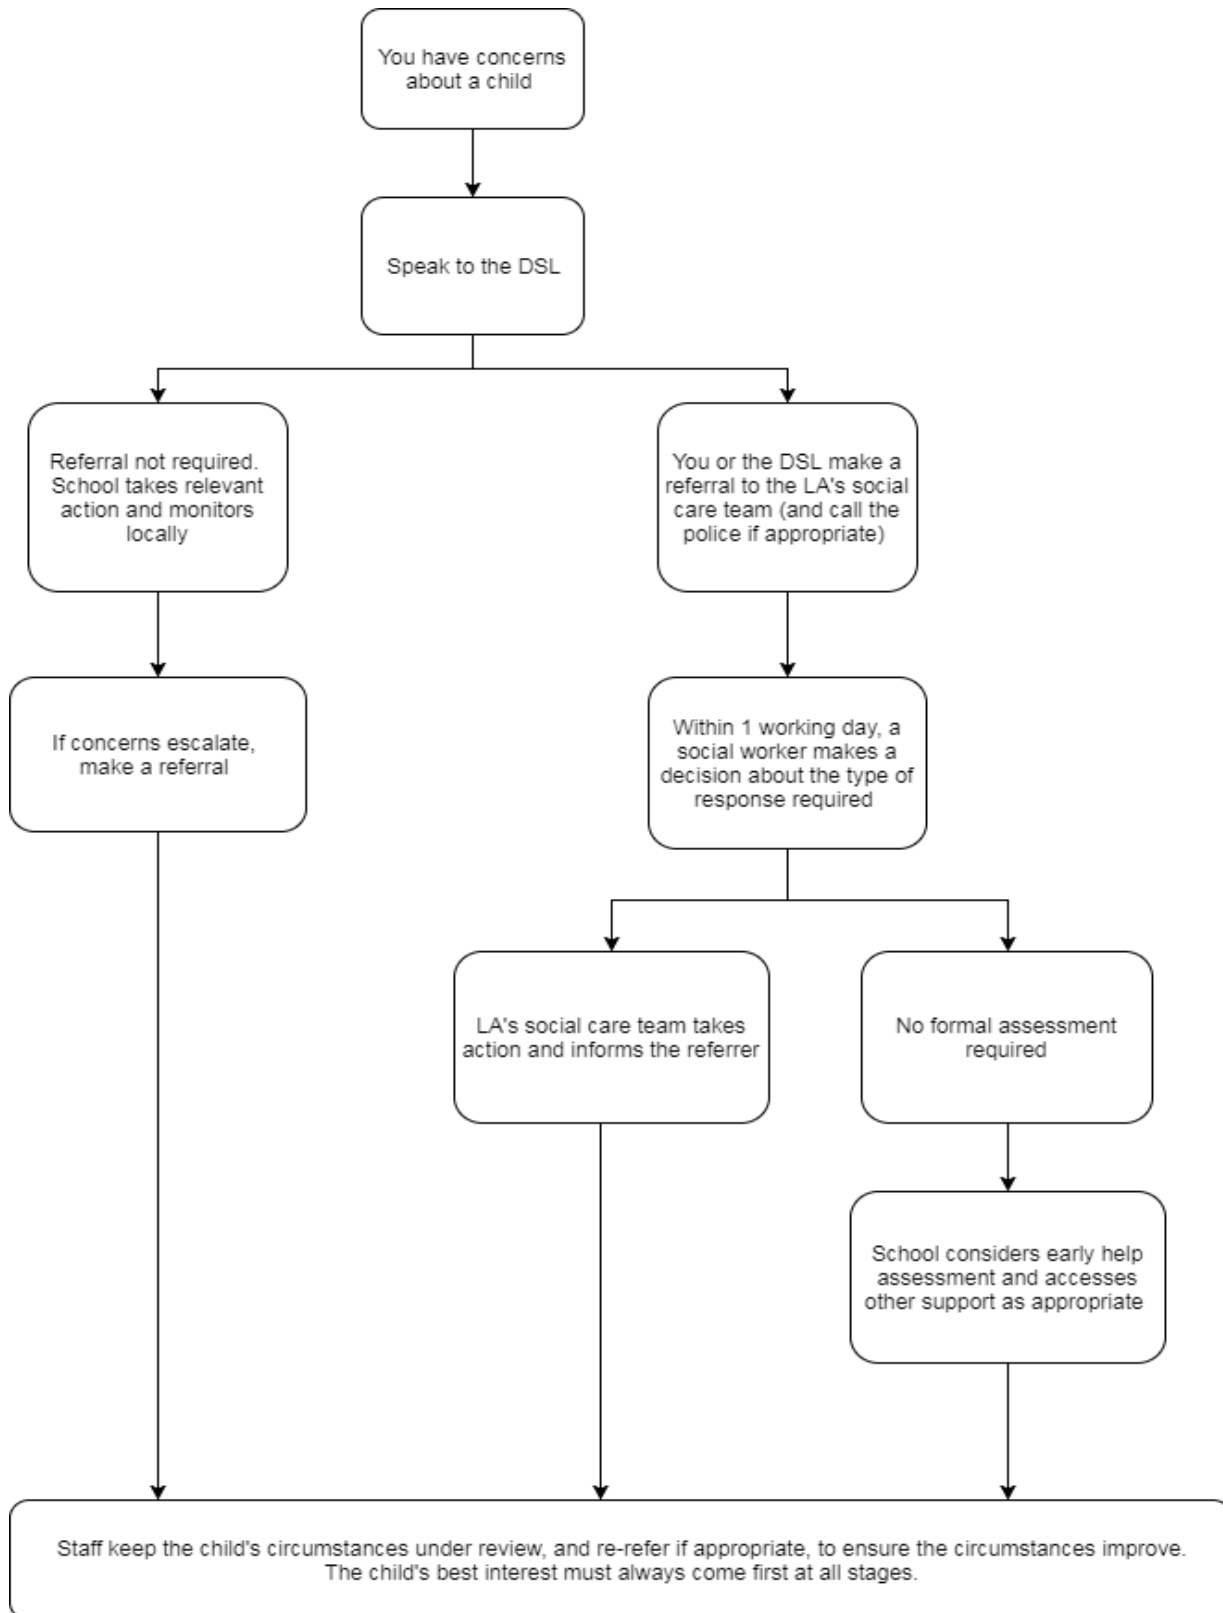 You have concerns
about a child
Speak to the DSL
Referral not required.
School takes relevant
action and monitors
locally
You or the DSL make a
referral to the LA's social
care team (and call the
police if appropriate)
If concerns escalate,
make a referral
Within 1 working day, a
social worker makes a
decision about the type of
response required
LA's social care team takes
action and informs the referrer
No formal assessment
required
School considers early help
assessment and accesses
other support as appropriate
Staff keep the child's circumstances under review, and re-refer if appropriate, to ensure the circumstances improve.
The child's best interest must always come first at all stages.